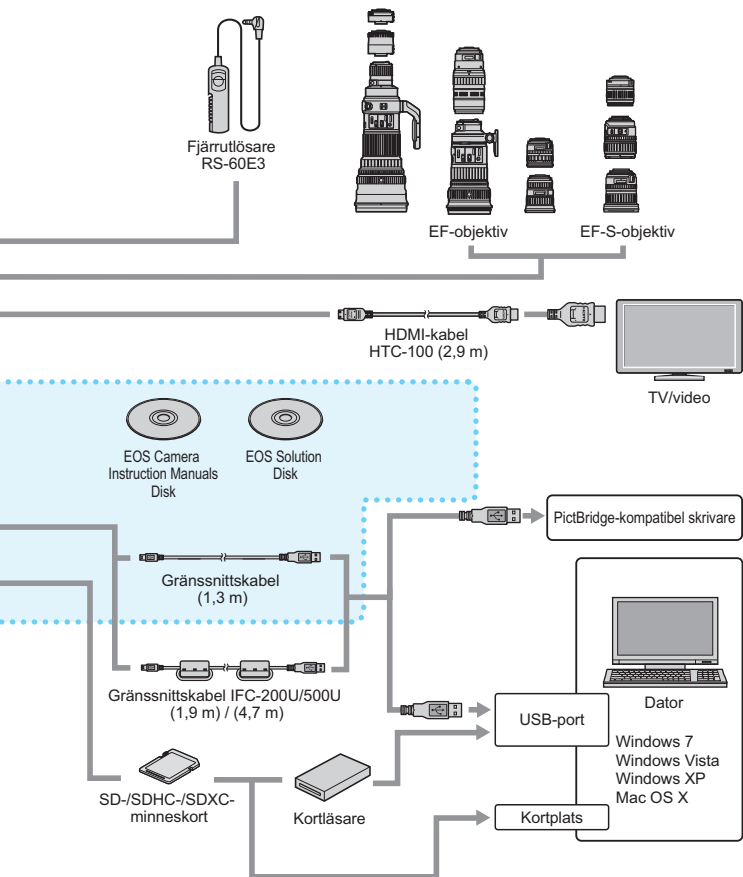 Fjärrutlösare
RS-60E3
EF-objektiv
EF-S-objektiv
HDMI-kabel
HTC-100 (2,9 m)
TV/video
EOS Camera
Instruction Manuals
Disk
EOS Solution
Disk
PictBridge-kompatibel skrivare
Gränssnittskabel
(1,3 m)
Gränssnittskabel IFC-200U/500U
(1,9 m) / (4,7 m)
USB-port
Dator
Windows 7
Windows Vista
Windows XP
Mac OS X
SD-/SDHC-/SDXC-
minneskort
Kortläsare
Kortplats